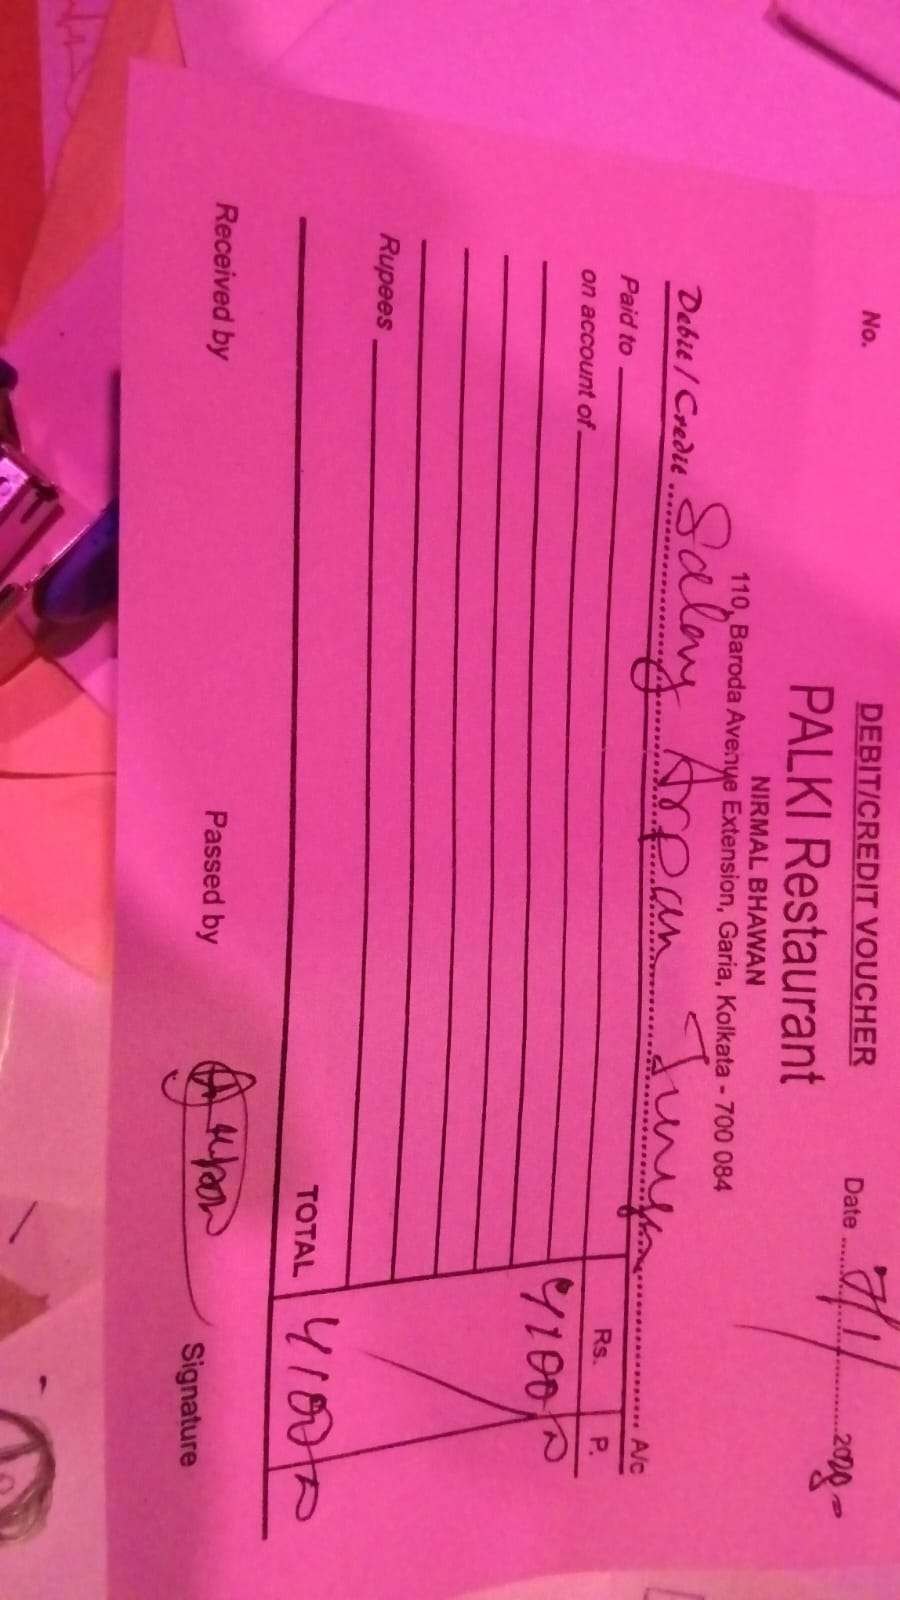 DEBIT/CREDIT VOUCHER
No.
PALKI Restaurant
Date 7/1
NIRMAL BHAWAN
110, Baroda Avenue Extension, Garia, Kolkata - 700 084
Debit / Credit Salary Arpan A/c
Paid to Rs. P.
on account of 4100
Rupees
TOTAL 4100
Received by Passed by Signature